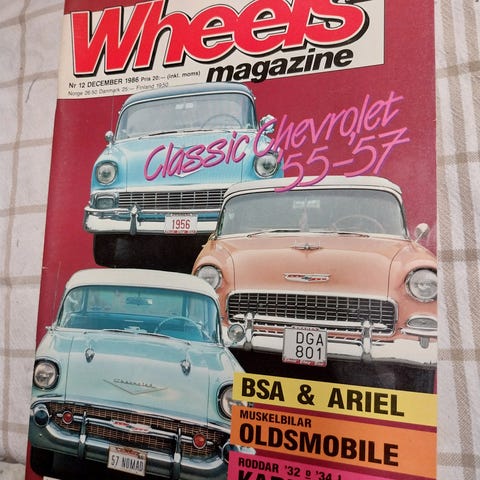 Wheels
magazine
Nr 12 DECEMBER 1986 Pris 20:— (inkl. moms)
Norge 26:50 Danmark 25:— Finland 19:50
Classic Chevrolet
'55–'57
1956
DGA
801
Chevrolet
57 NOMAD
BSA & ARIEL
MUSKELBILAR
OLDSMOBILE
RODDAR '32 o '34